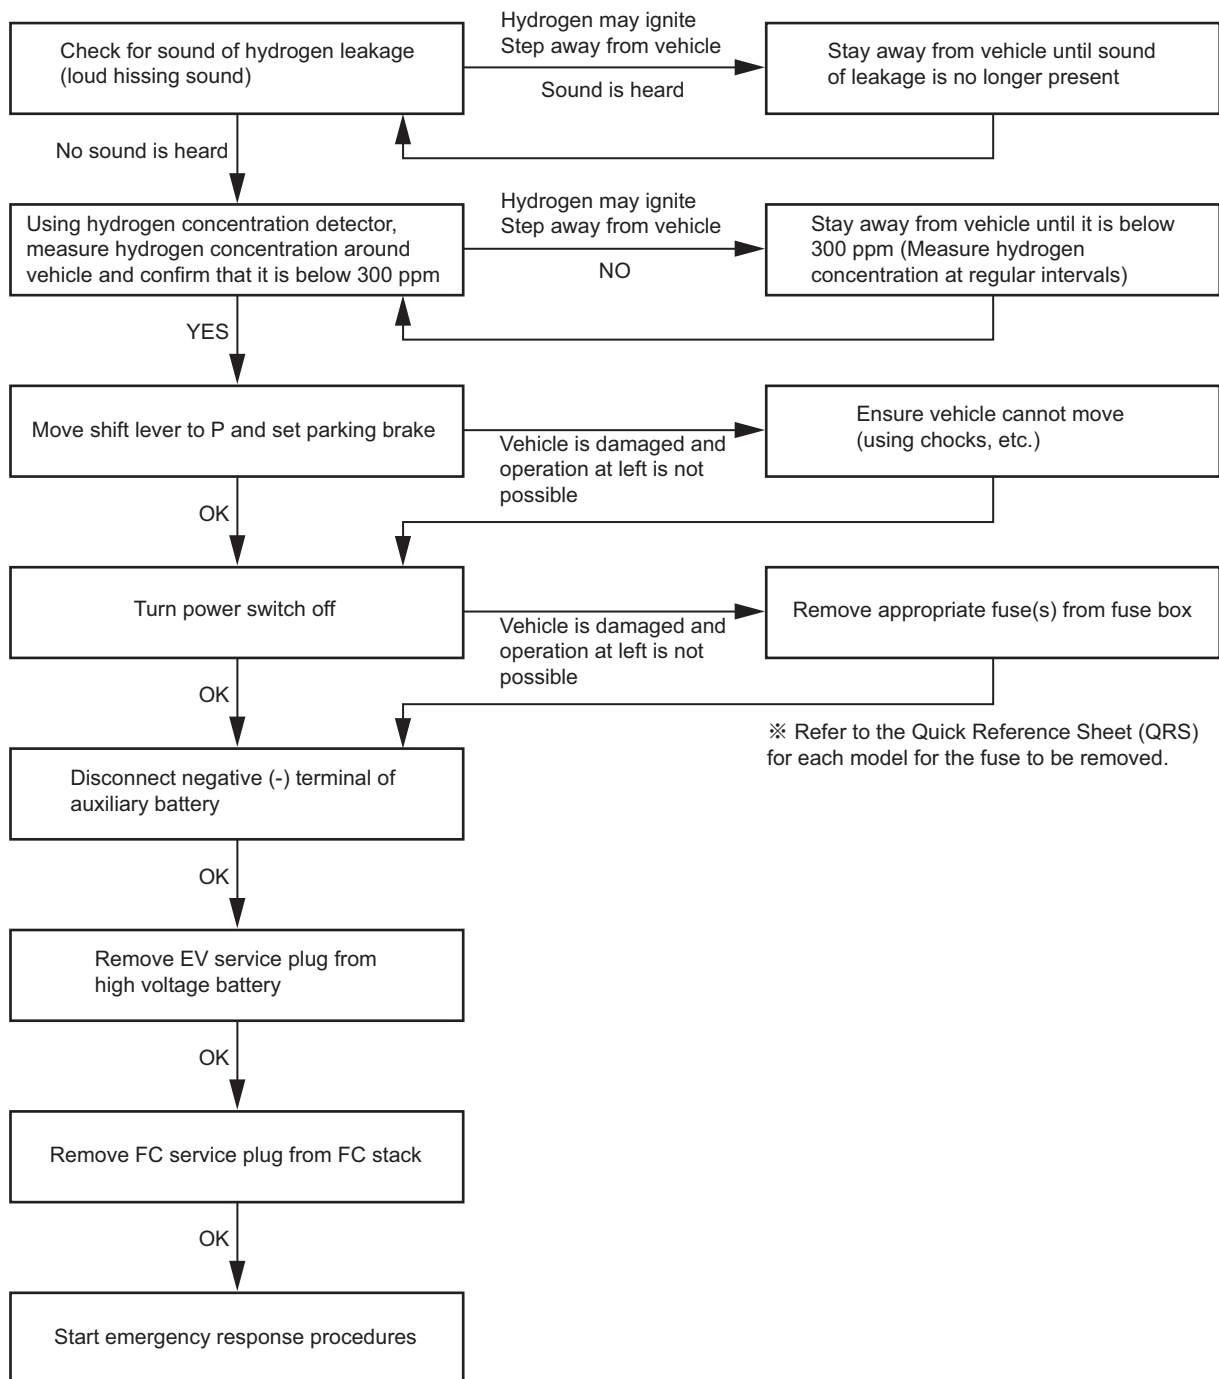 Check for sound of hydrogen leakage
(loud hissing sound)
Hydrogen may ignite
Step away from vehicle
Sound is heard
Stay away from vehicle until sound
of leakage is no longer present
No sound is heard
Using hydrogen concentration detector,
measure hydrogen concentration around
vehicle and confirm that it is below 300 ppm
Hydrogen may ignite
Step away from vehicle
NO
Stay away from vehicle until it is below
300 ppm (Measure hydrogen
concentration at regular intervals)
YES
Move shift lever to P and set parking brake
Vehicle is damaged and
operation at left is not
possible
Ensure vehicle cannot move
(using chocks, etc.)
OK
Turn power switch off
Vehicle is damaged and
operation at left is not
possible
Remove appropriate fuse(s) from fuse box
OK
※ Refer to the Quick Reference Sheet (QRS)
for each model for the fuse to be removed.
Disconnect negative (-) terminal of
auxiliary battery
OK
Remove EV service plug from
high voltage battery
OK
Remove FC service plug from FC stack
OK
Start emergency response procedures